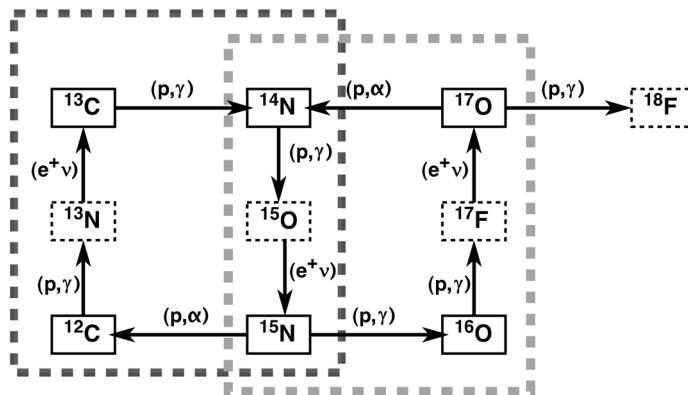 (p,γ) (p,α) (p,γ)
¹³C ¹⁴N ¹⁷O ¹⁸F
(p,γ)
(e⁺ν) (e⁺ν)
¹³N ¹⁵O ¹⁷F
(e⁺ν)
(p,γ) (p,γ)
(p,α) (p,γ)
¹²C ¹⁵N ¹⁶O